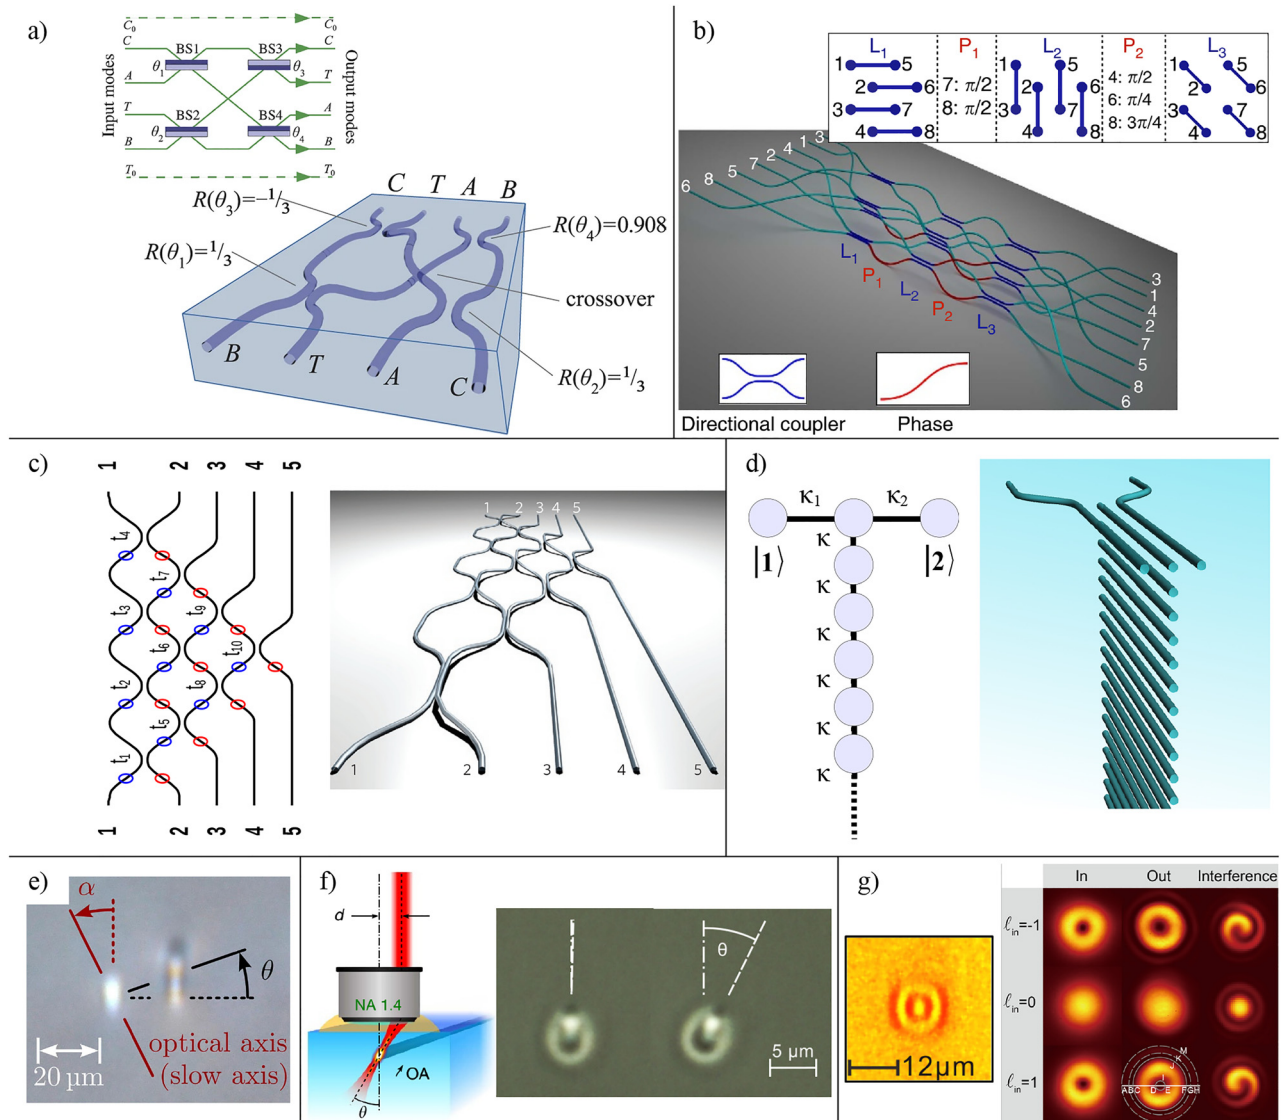 a)
Input modes
Output modes
C₀ C₀
C BS1 BS3 C
θ₁ θ₃
A T
T BS2 BS4 A
θ₂ θ₄
B B
T₀ T₀
C T A B
R(θ₃)=–1/3
R(θ₄)=0.908
R(θ₁)=1/3
crossover
R(θ₂)=1/3
B T A C
b)
L₁ P₁ L₂ P₂ L₃
1 5
2 6
3 7
4 8
7: π/2
8: π/2
1 5
2 6
3 7
4 8
4: π/2
6: π/4
8: 3π/4
1 5
2 6
3 7
4 8
3
1
4
2
7
5
8
6
L₁
P₁
L₂
P₂
L₃
3
1
4
2
7
5
8
6
Directional coupler
Phase
c)
1 2 3 4 5
t₄
t₇
t₃ t₉
t₆ t₁₀
t₂ t₈
t₅
t₁
1 2 3 4 5
1 2 3 4 5
1 2 3 4 5
d)
κ₁ κ₂
|1⟩ |2⟩
κ
κ
κ
κ
κ
κ
e)
α
θ
optical axis
(slow axis)
20 μm
f)
d
NA 1.4
OA
θ
θ
5 μm
g)
12μm
In Out Interference
ℓin=-1
ℓin=0
ℓin=1
M
K
J
I
ABC D E FGH